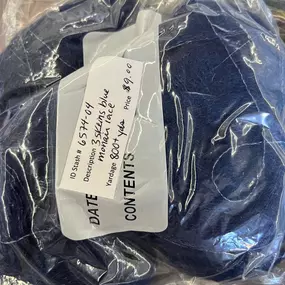 ID Stash # 6574-04
Description 3 skeins blue
mohair lace
Yardage 800+ yds Price $9.00
DATE
CONTENTS